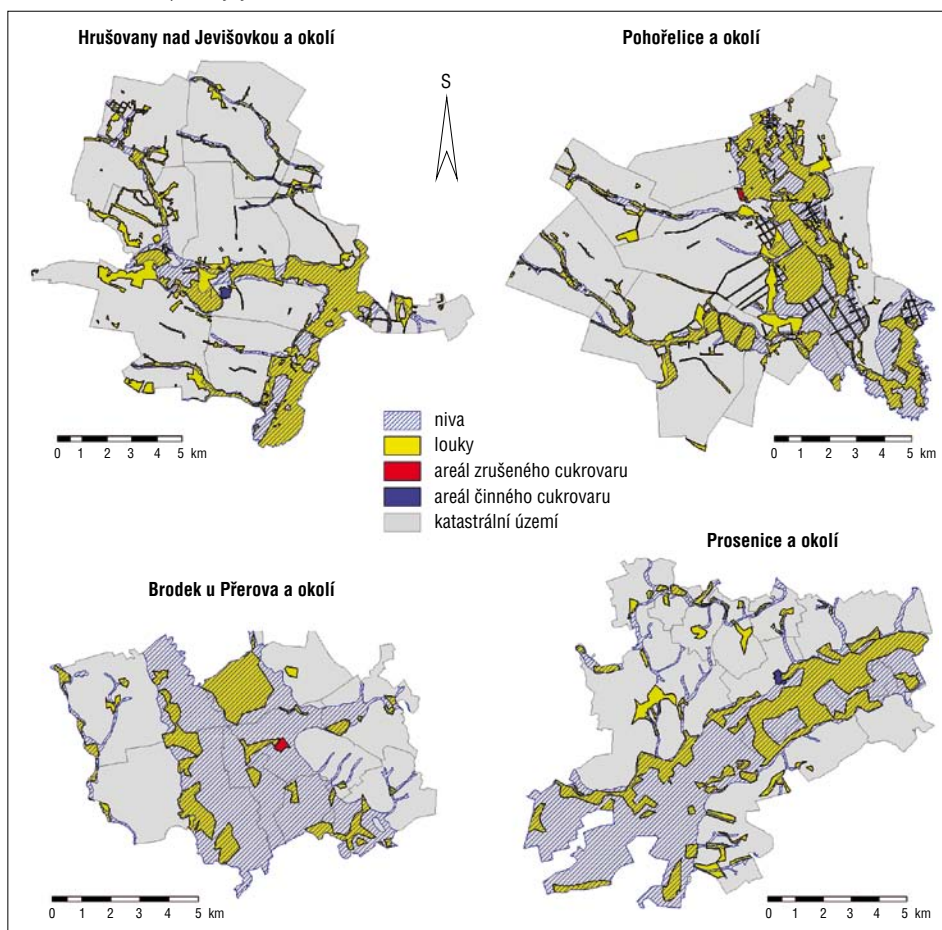 Hrušovany nad Jevišovkou a okolí
Pohořelice a okolí
S
niva
louky
areál zrušeného cukrovaru
areál činného cukrovaru
katastrální území
0 1 2 3 4 5 km
0 1 2 3 4 5 km
Brodek u Přerova a okolí
Prosenice a okolí
0 1 2 3 4 5 km
0 1 2 3 4 5 km